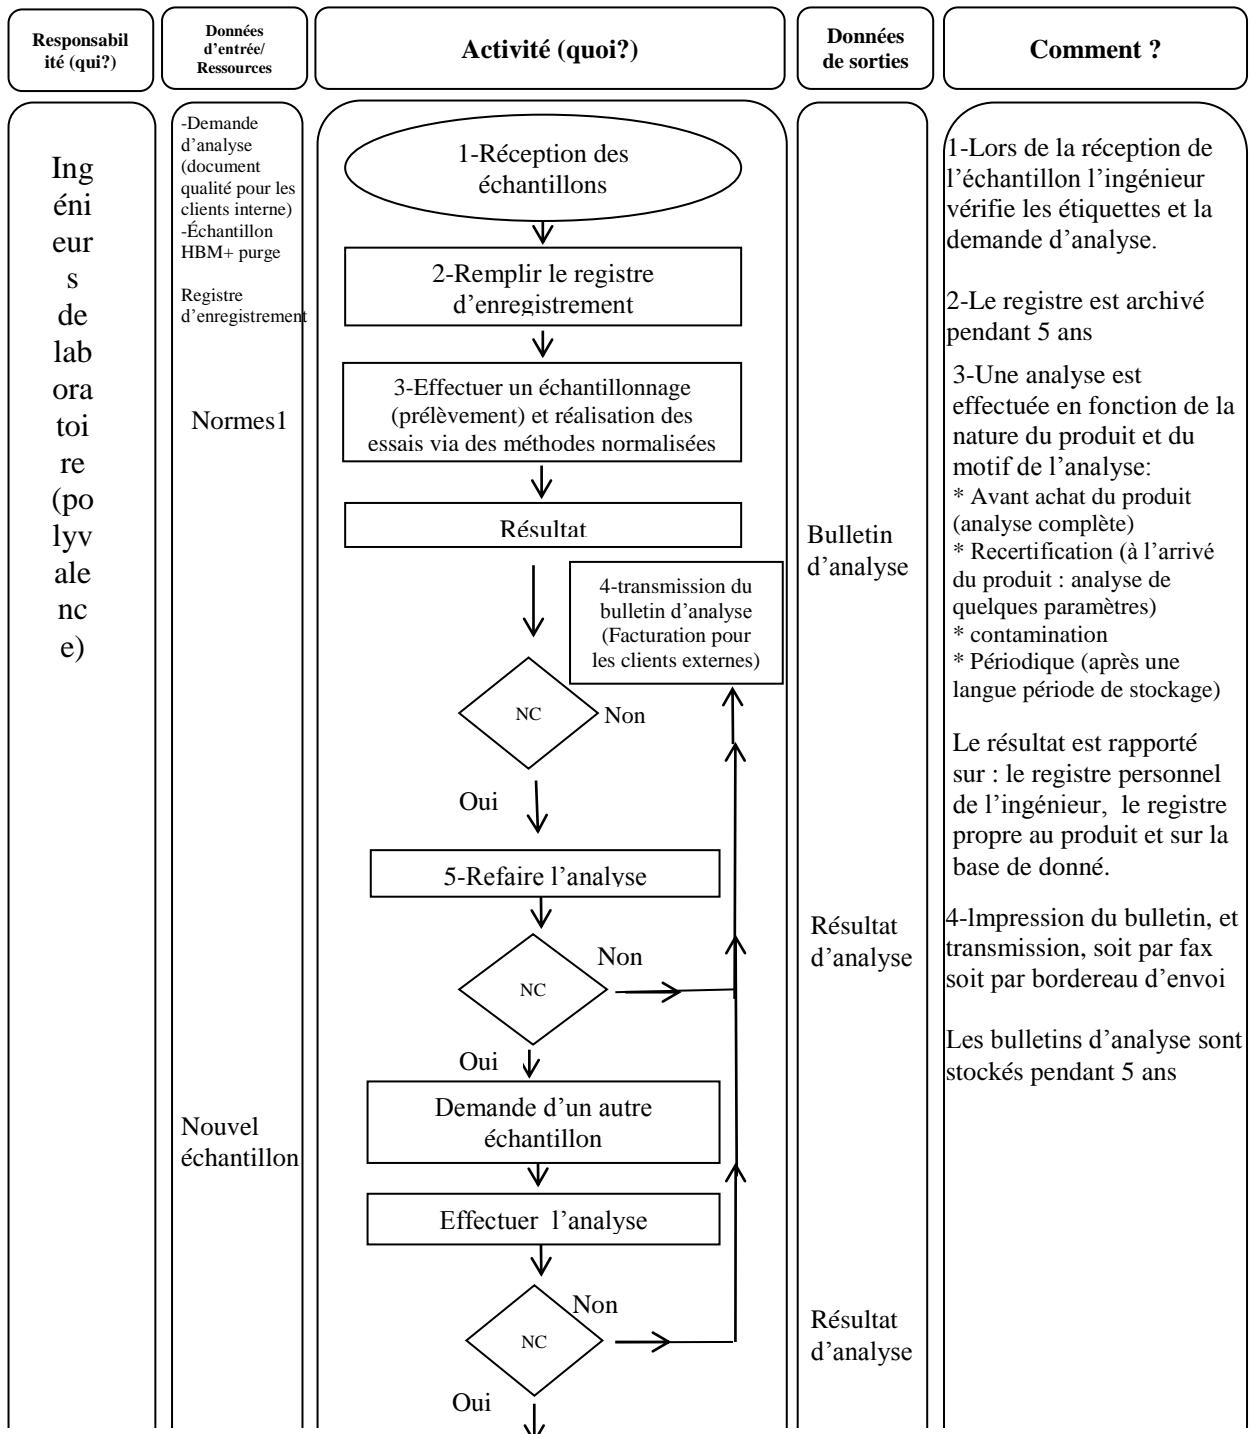 Responsabil
ité (qui?)
Données
d’entrée/
Ressources
Activité (quoi?)
Données
de sorties
Comment ?
Ing
éni
eur
s
de
lab
ora
toi
re
(po
lyv
ale
nc
e)
-Demande
d’analyse
(document
qualité pour les
clients interne)
-Échantillon
HBM+ purge
Registre
d’enregistrement
Normes1
Nouvel
échantillon
1-Réception des
échantillons
2-Remplir le registre
d’enregistrement
3-Effectuer un échantillonnage
(prélèvement) et réalisation des
essais via des méthodes normalisées
Résultat
4-transmission du
bulletin d’analyse
(Facturation pour
les clients externes)
NC
Non
Oui
5-Refaire l’analyse
Non
NC
Oui
Demande d’un autre
échantillon
Effectuer  l’analyse
Non
NC
Oui
Bulletin
d’analyse
Résultat
d’analyse
Résultat
d’analyse
1-Lors de la réception de
l’échantillon l’ingénieur
vérifie les étiquettes et la
demande d’analyse.
2-Le registre est archivé
pendant 5 ans
3-Une analyse est
effectuée en fonction de la
nature du produit et du
motif de l’analyse:
* Avant achat du produit
(analyse complète)
* Recertification (à l’arrivé
du produit : analyse de
quelques paramètres)
* contamination
* Périodique (après une
langue période de stockage)
Le résultat est rapporté
sur : le registre personnel
de l’ingénieur,  le registre
propre au produit et sur la
base de donné.
4-Impression du bulletin, et
transmission, soit par fax
soit par bordereau d’envoi
Les bulletins d’analyse sont
stockés pendant 5 ans